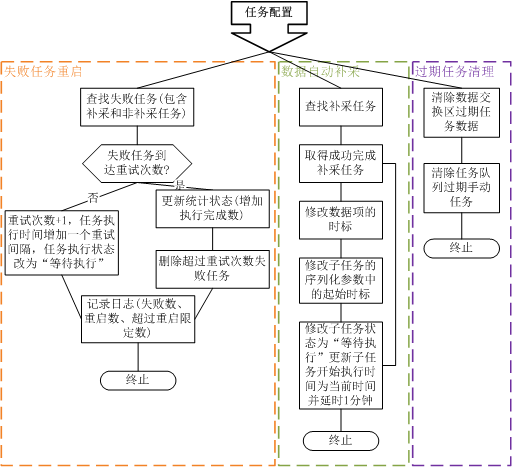 任务配置
失败任务重启
查找失败任务(包含
补采和非补采任务)
失败任务到
达重试次数?
否
是
重试次数+1，任务执
行时间增加一个重试
间隔，任务执行状态
改为“等待执行”
更新统计状态(增加
执行完成数)
删除超过重试次数失
败任务
记录日志(失败数、
重启数、超过重启限
定数)
终止
数据自动补采
查找补采任务
取得成功完成
补采任务
修改数据项的
时标
修改子任务的
序列化参数中
的起始时标
修改子任务状
态为“等待执
行”更新子任
务开始执行时间
为当前时间
并延时1分钟
终止
过期任务清理
清除数据交
换区过期任
务数据
清除任务队
列过期手动
任务
终止